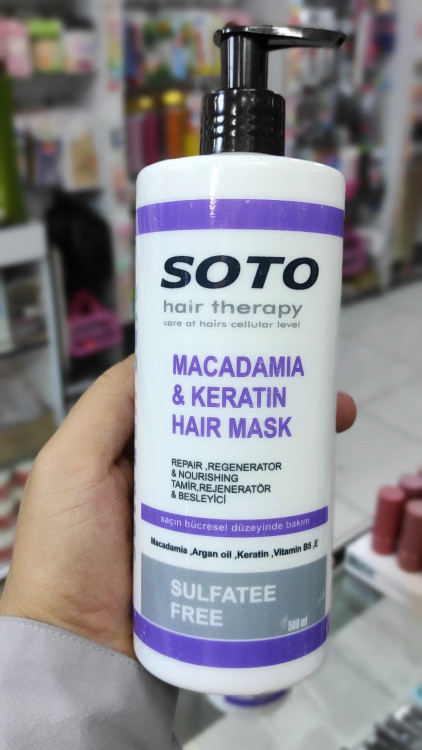 SOTO
hair therapy
care at hairs cellular level
MACADAMIA
& KERATIN
HAIR MASK
REPAIR ,REGENERATOR
& NOURISHING
TAMİR,REJENERATÖR
& BESLEYİCİ
saçın hücresel düzeyinde bakım
Macadamia ,Argan oil ,Keratin ,Vitamin B5 ,E
SULFATEE
FREE
500 ml